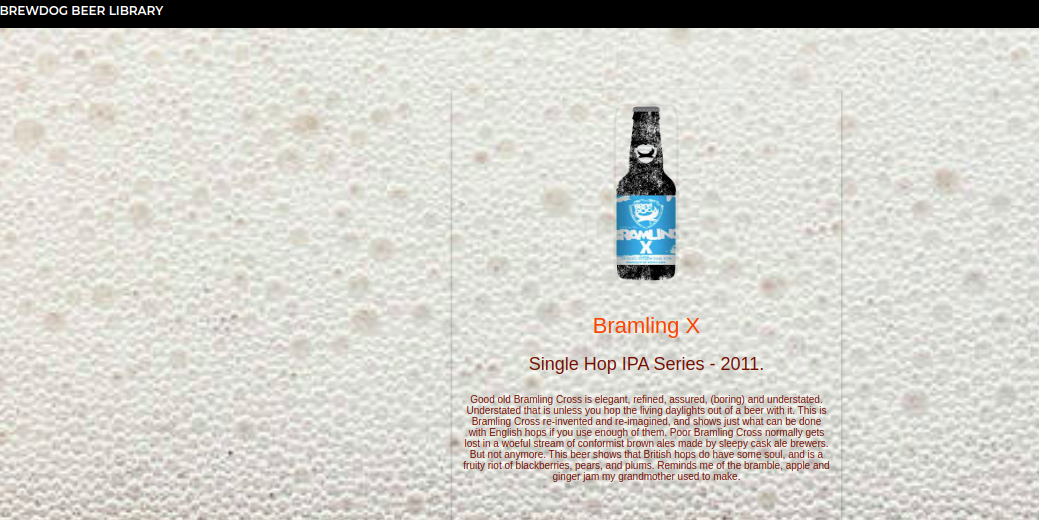 BREWDOG BEER LIBRARY
BRAMLING
X
Bramling X
Single Hop IPA Series - 2011.
Good old Bramling Cross is elegant, refined, assured, (boring) and understated.
Understated that is unless you hop the living daylights out of a beer with it. This is
Bramling Cross re-invented and re-imagined, and shows just what can be done
with English hops if you use enough of them. Poor Bramling Cross normally gets
lost in a woeful stream of conformist brown ales made by sleepy cask ale brewers.
But not anymore. This beer shows that British hops do have some soul, and is a
fruity riot of blackberries, pears, and plums. Reminds me of the bramble, apple and
ginger jam my grandmother used to make.